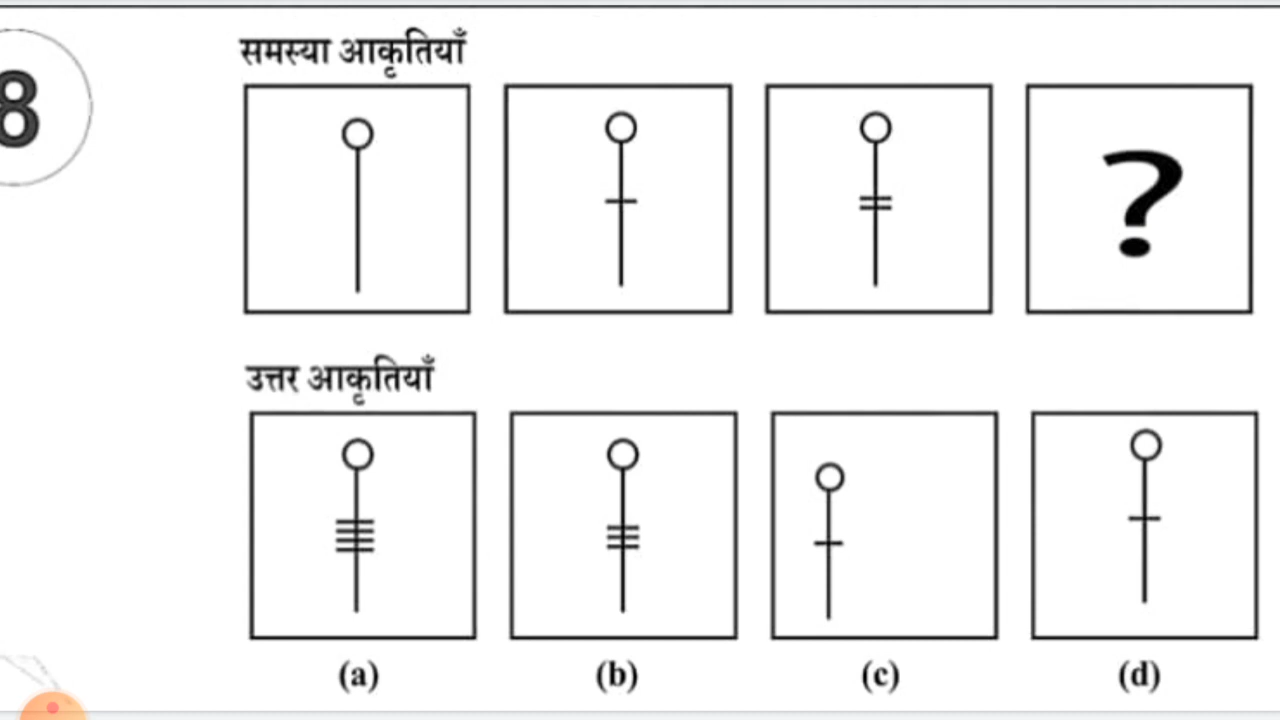 8
समस्या आकृतियाँ
?
उत्तर आकृतियाँ
(a) (b) (c) (d)